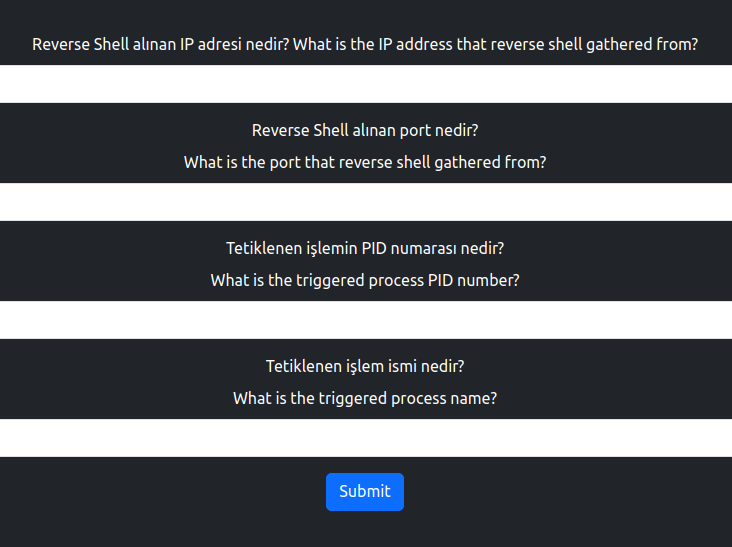 Reverse Shell alınan IP adresi nedir? What is the IP address that reverse shell gathered from?
Reverse Shell alınan port nedir?
What is the port that reverse shell gathered from?
Tetiklenen işlemin PID numarası nedir?
What is the triggered process PID number?
Tetiklenen işlem ismi nedir?
What is the triggered process name?
Submit